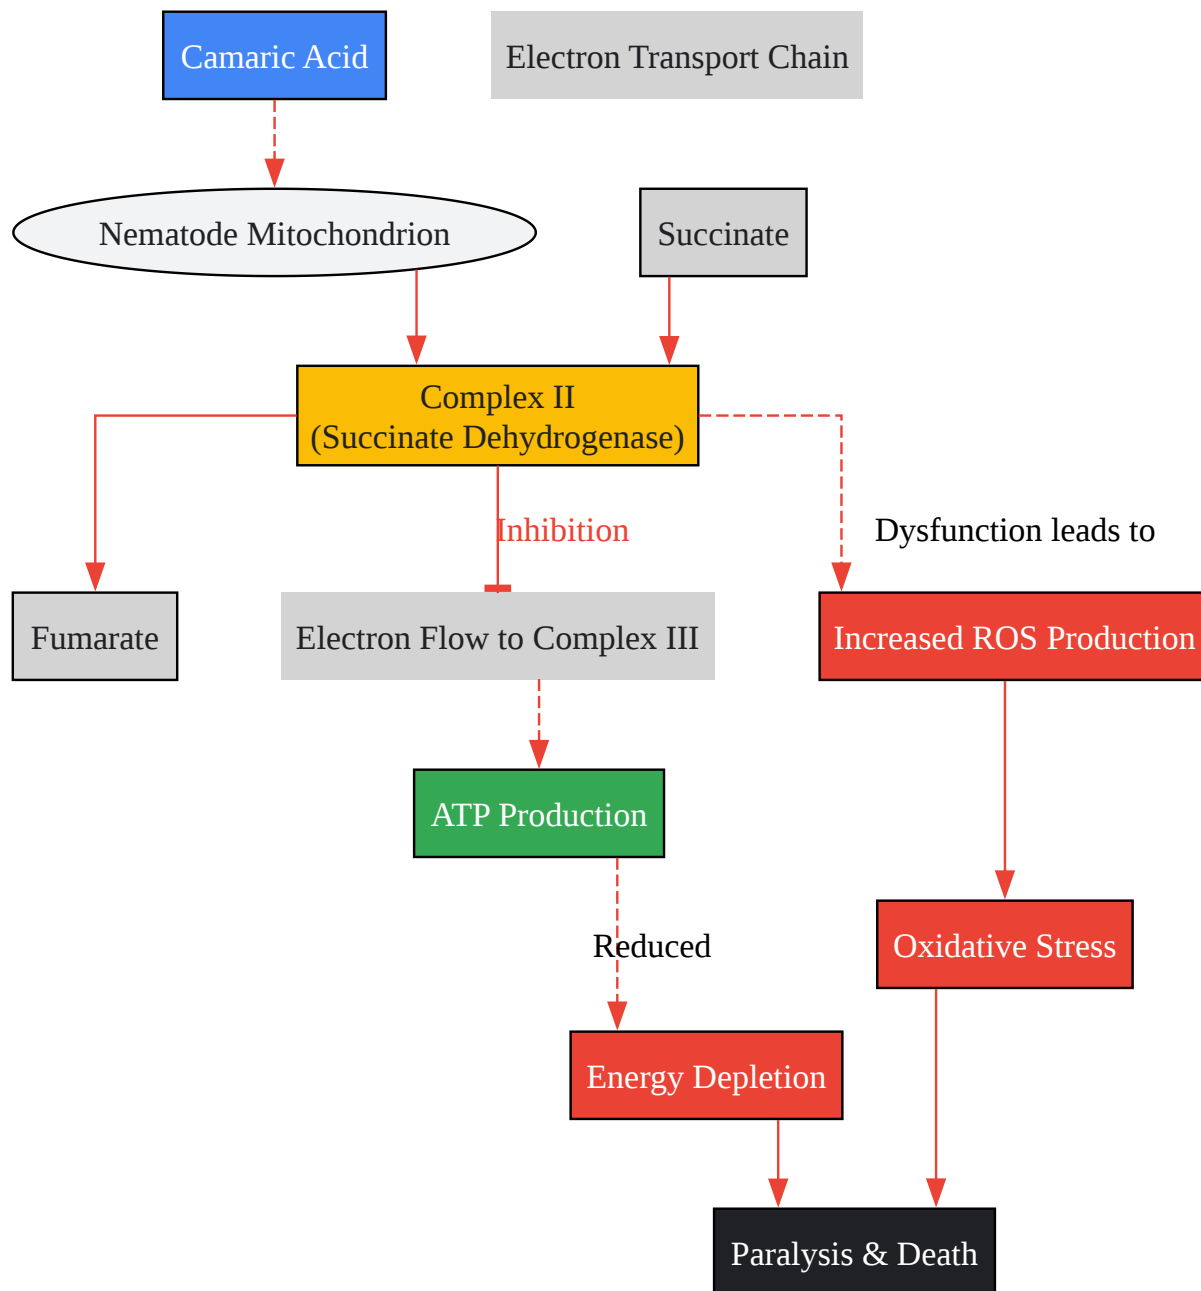 Camaric Acid
Electron Transport Chain
Nematode Mitochondrion
Succinate
Complex II
(Succinate Dehydrogenase)
Inhibition
Dysfunction leads to
Fumarate
Electron Flow to Complex III
Increased ROS Production
ATP Production
Reduced
Oxidative Stress
Energy Depletion
Paralysis & Death